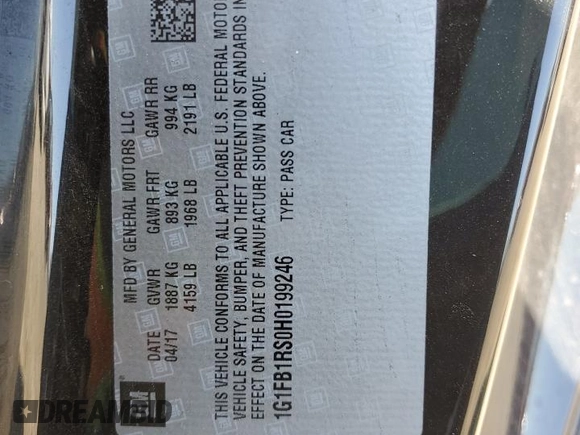 MFD BY GENERAL MOTORS LLC
DATE GVWR GAWR FRT GAWR RR
04/17 1887 KG 893 KG 994 KG
4159 LB 1968 LB 2191 LB
THIS VEHICLE CONFORMS TO ALL APPLICABLE U.S. FEDERAL MOTOR
VEHICLE SAFETY, BUMPER, AND THEFT PREVENTION STANDARDS IN
EFFECT ON THE DATE OF MANUFACTURE SHOWN ABOVE.
1G1FB1RS0H0199246 TYPE: PASS CAR
GM
DREAMBID